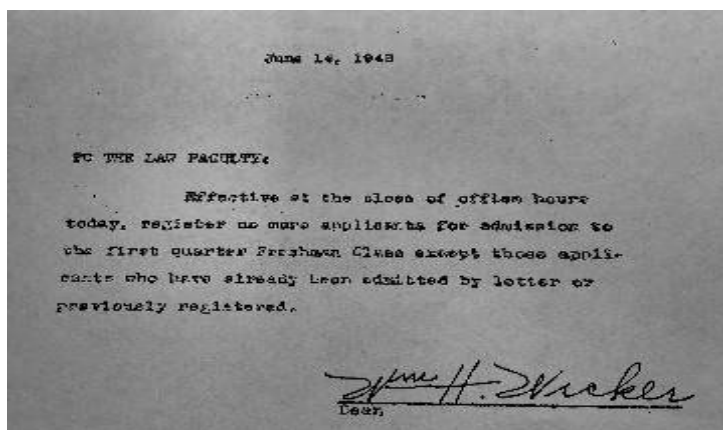 June 14, 1948
TO THE LAW FACULTY:
Effective at the close of office hours
today, register no more applicants for admission to
the first quarter Freshman Class except those appli-
cants who have already been admitted by letter or
previously registered.
Wm H. Wicker
Dean